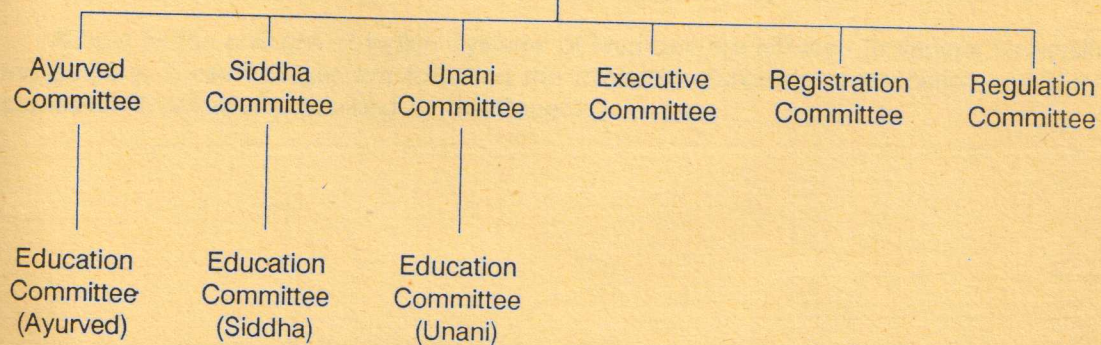 Ayurved
Committee
Siddha
Committee
Unani
Committee
Executive
Committee
Registration
Committee
Regulation
Committee
Education
Committee
(Ayurved)
Education
Committee
(Siddha)
Education
Committee
(Unani)